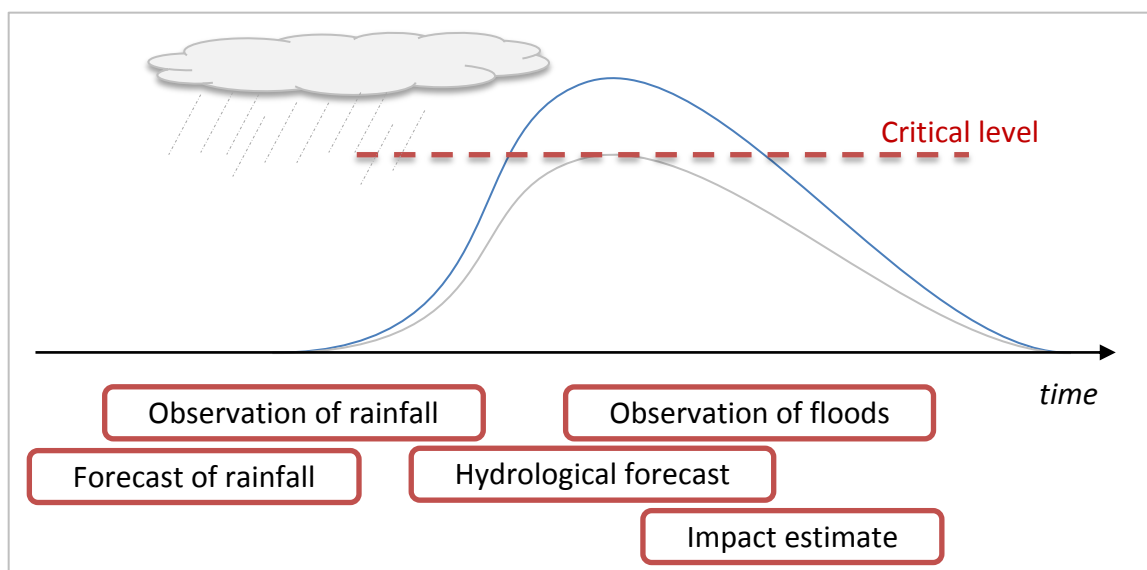 Critical level
time
Observation of rainfall
Observation of floods
Forecast of rainfall
Hydrological forecast
Impact estimate